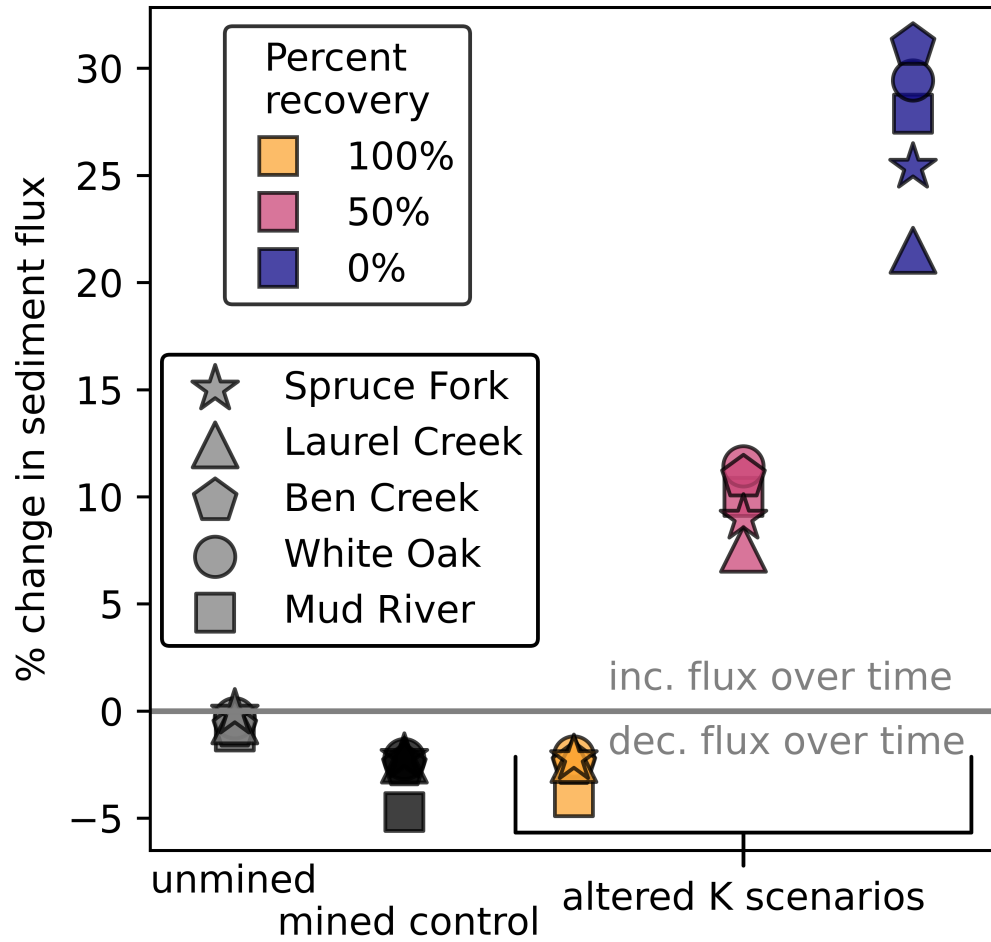 % change in sediment flux
30
25
20
15
10
5
0
−5
Percent
recovery
100%
50%
0%
Spruce Fork
Laurel Creek
Ben Creek
White Oak
Mud River
inc. flux over time
dec. flux over time
unmined
mined control
altered K scenarios